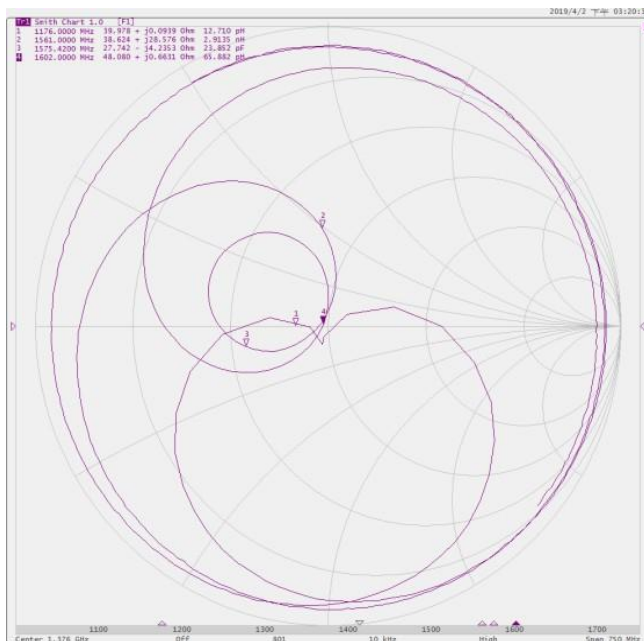 2019/4/2 下午 03:20:3
Tr1 Smith Chart 1.0 [F1]
1 1176.0000 MHz 39.978 + j0.0939 Ohm 12.710 pH
2 1561.0000 MHz 38.624 + j28.576 Ohm 2.9135 nH
3 1575.4200 MHz 27.742 - j4.2353 Ohm 23.852 pF
4 1602.0000 MHz 48.080 + j0.6631 Ohm 65.882 pH
2
1
4
3
1100 1200 1300 1400 1500 1600 1700
Center 1.376 GHz Off 801 10 kHz High Span 750 MHz